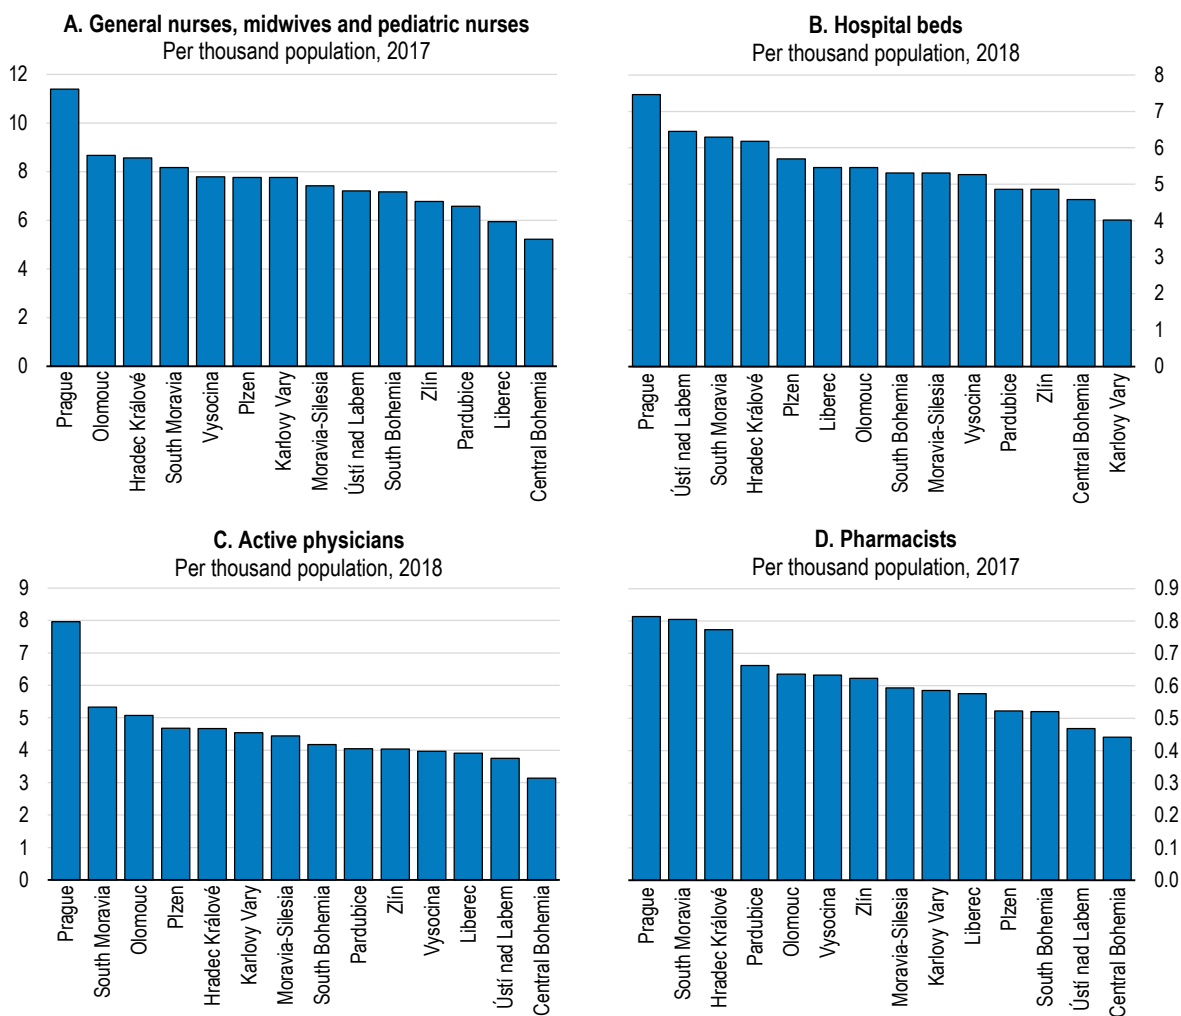 A. General nurses, midwives and pediatric nurses
Per thousand population, 2017
12
10
8
6
4
2
0
Prague
Olomouc
Hradec Králové
South Moravia
Vysocina
Plzen
Karlovy Vary
Moravia-Silesia
Ústí nad Labem
South Bohemia
Zlín
Pardubice
Liberec
Central Bohemia
B. Hospital beds
Per thousand population, 2018
8
7
6
5
4
3
2
1
0
Prague
Ústí nad Labem
South Moravia
Hradec Králové
Plzen
Liberec
Olomouc
South Bohemia
Moravia-Silesia
Vysocina
Pardubice
Zlín
Central Bohemia
Karlovy Vary
C. Active physicians
Per thousand population, 2018
9
8
7
6
5
4
3
2
1
0
Prague
South Moravia
Olomouc
Plzen
Hradec Králové
Karlovy Vary
Moravia-Silesia
South Bohemia
Pardubice
Zlín
Vysocina
Liberec
Ústí nad Labem
Central Bohemia
D. Pharmacists
Per thousand population, 2017
0.9
0.8
0.7
0.6
0.5
0.4
0.3
0.2
0.1
0.0
Prague
South Moravia
Hradec Králové
Pardubice
Olomouc
Vysocina
Zlín
Moravia-Silesia
Karlovy Vary
Liberec
Plzen
South Bohemia
Ústí nad Labem
Central Bohemia